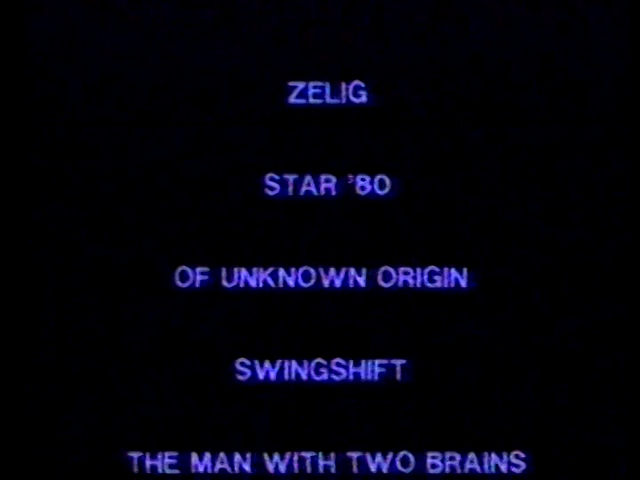 ZELIG
STAR '80
OF UNKNOWN ORIGIN
SWINGSHIFT
THE MAN WITH TWO BRAINS